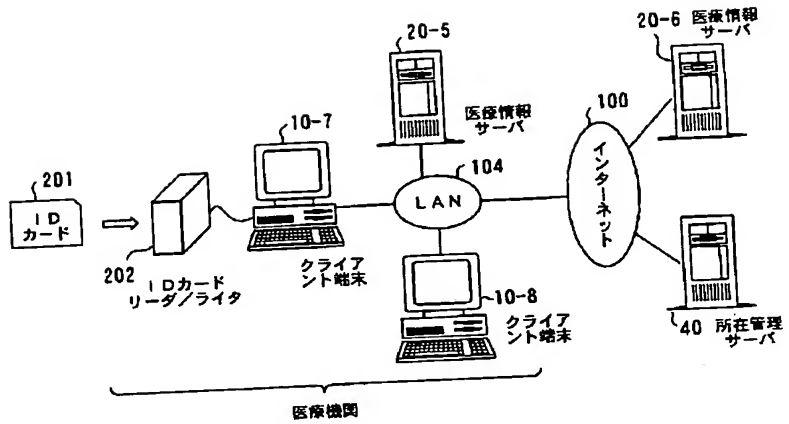 20-5
20-6 医療情報
サーバ
10-7
医療情報
サーバ
100
インターネット
201
IDカード
104
LAN
202
IDカード
リーダ/ライタ
クライア
ント端末
10-8
クライア
ント端末
40 所在管理
サーバ
医療機関